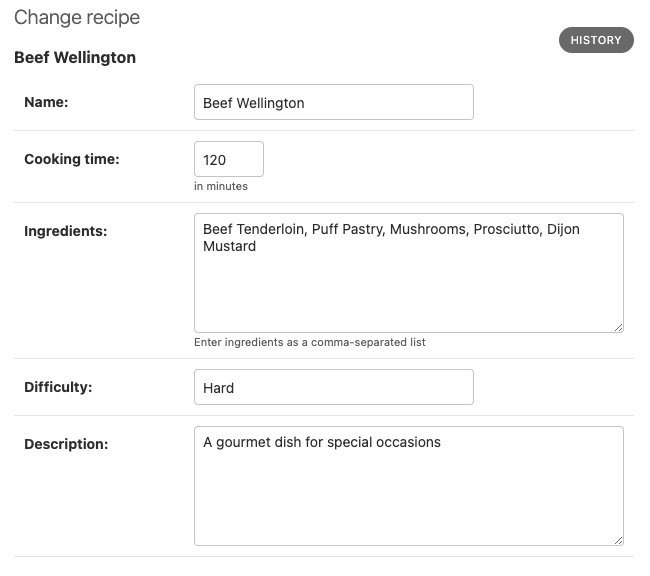 Change recipe
HISTORY
Beef Wellington
Name:
Beef Wellington
Cooking time:
120
in minutes
Ingredients:
Beef Tenderloin, Puff Pastry, Mushrooms, Prosciutto, Dijon
Mustard
Enter ingredients as a comma-separated list
Difficulty:
Hard
Description:
A gourmet dish for special occasions